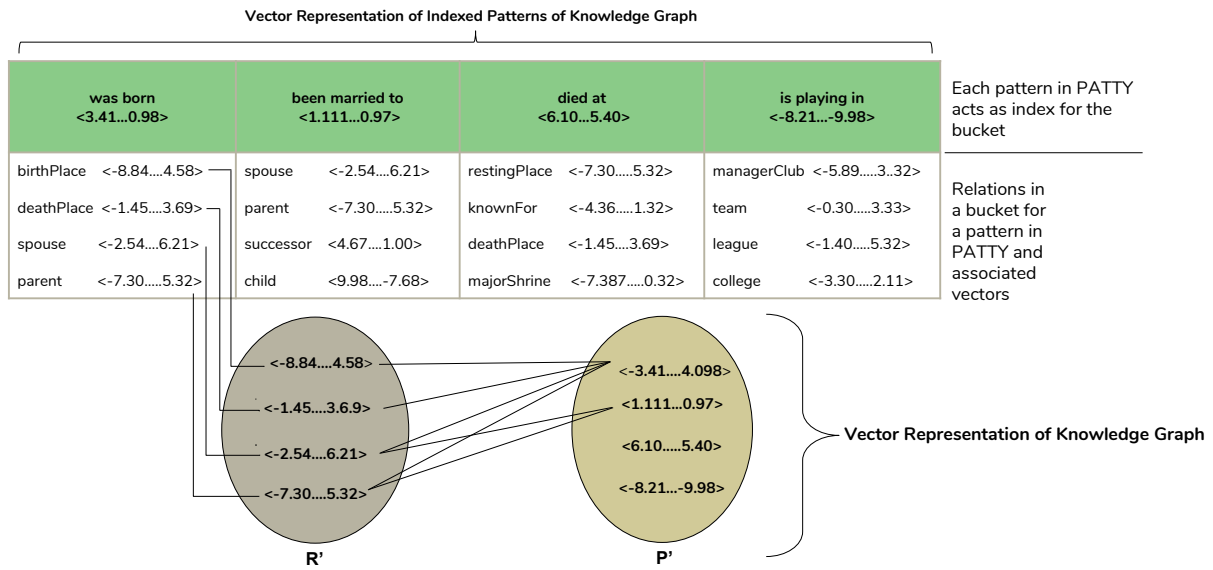 Vector Representation of Indexed Patterns of Knowledge Graph
was born
<3.41...0.98>
been married to
<1.111...0.97>
died at
<6.10...5.40>
is playing in
<-8.21...-9.98>
Each pattern in PATTY
acts as index for the
bucket
birthPlace <-8.84....4.58>
deathPlace <-1.45....3.69>
spouse <-2.54....6.21>
parent <-7.30.....5.32>
spouse <-2.54....6.21>
parent <-7.30.....5.32>
successor <4.67....1.00>
child <9.98....-7.68>
restingPlace <-7.30.....5.32>
knownFor <-4.36.....1.32>
deathPlace <-1.45....3.69>
majorShrine <-7.387.....0.32>
managerClub <-5.89.....3..32>
team <-0.30.....3.33>
league <-1.40.....5.32>
college <-3.30.....2.11>
Relations in
a bucket for
a pattern in
PATTY and
associated
vectors
<-8.84....4.58>
<-1.45....3.6.9>
<-2.54....6.21>
<-7.30....5.32>
R’
<-3.41....4.098>
<1.111...0.97>
<6.10.....5.40>
<-8.21...-9.98>
P’
Vector Representation of Knowledge Graph